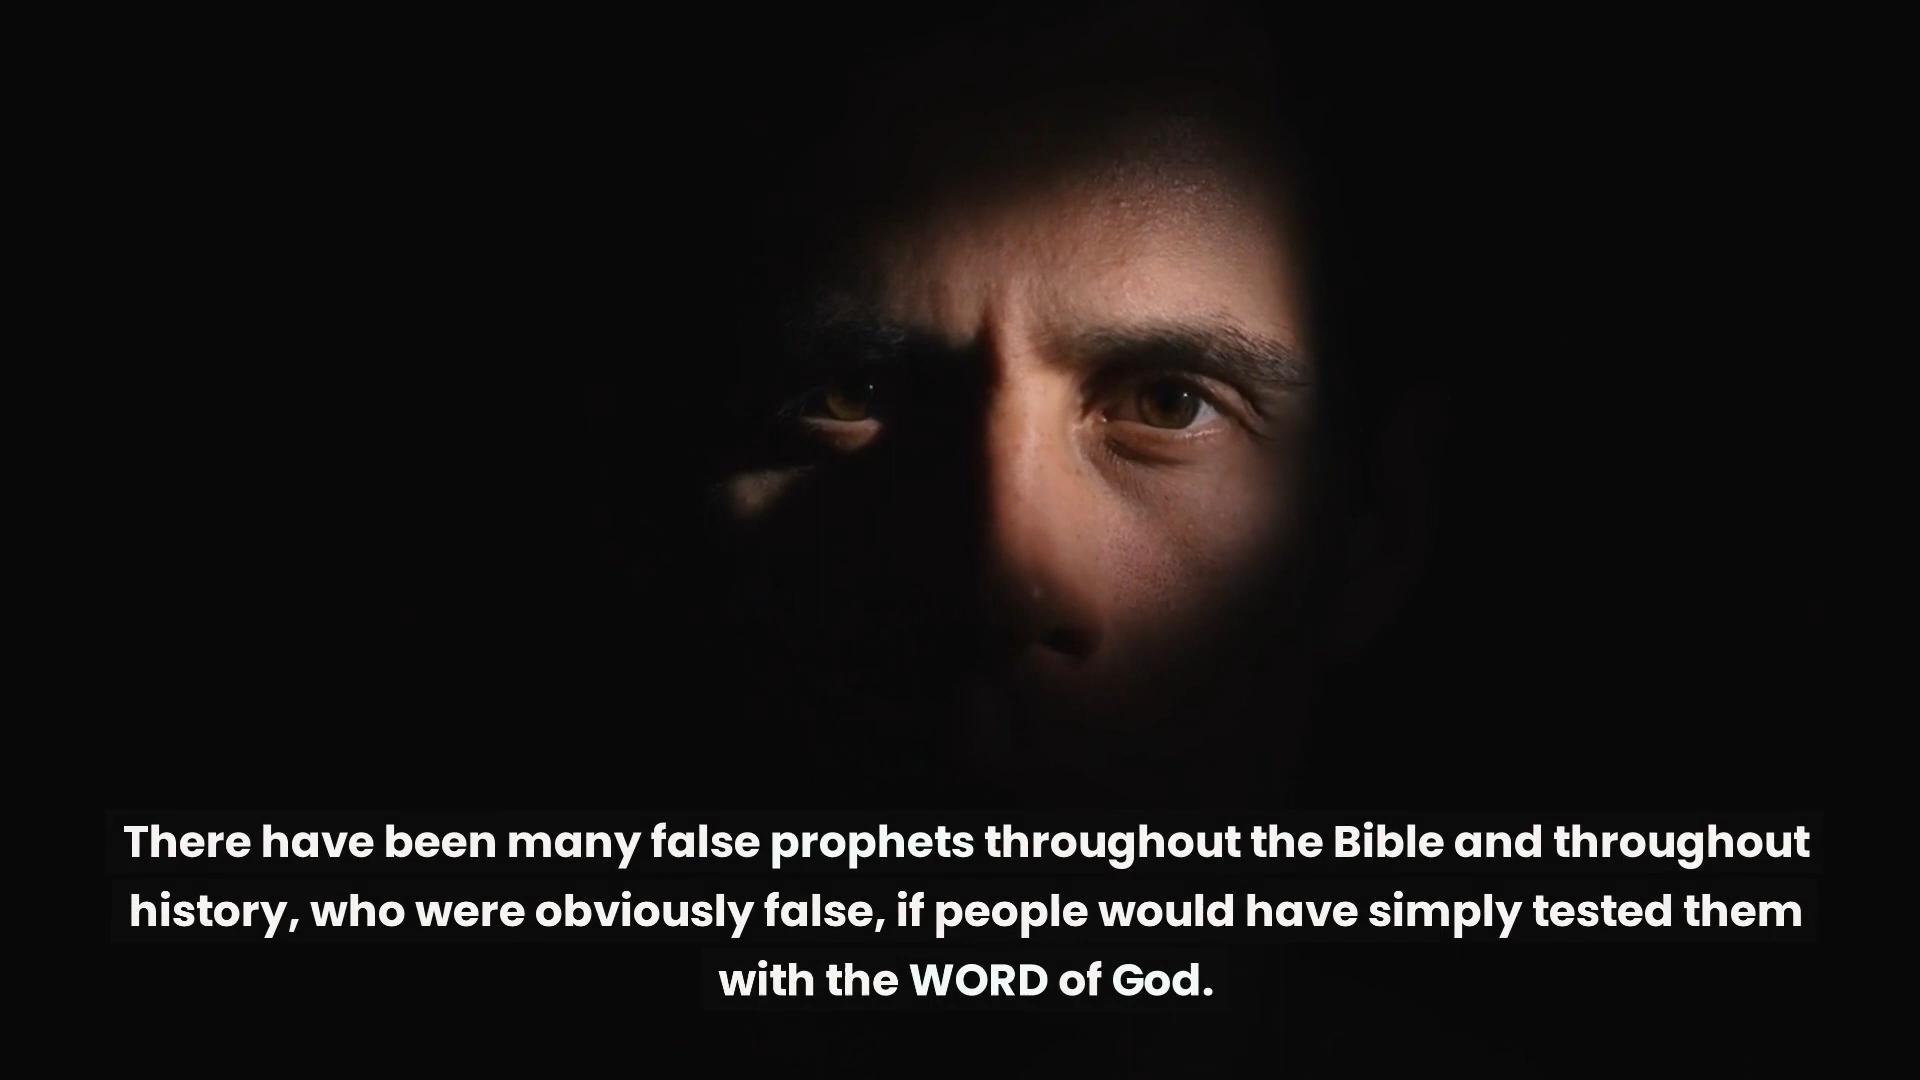 There have been many false prophets throughout the Bible and throughout
history, who were obviously false, if people would have simply tested them
with the WORD of God.